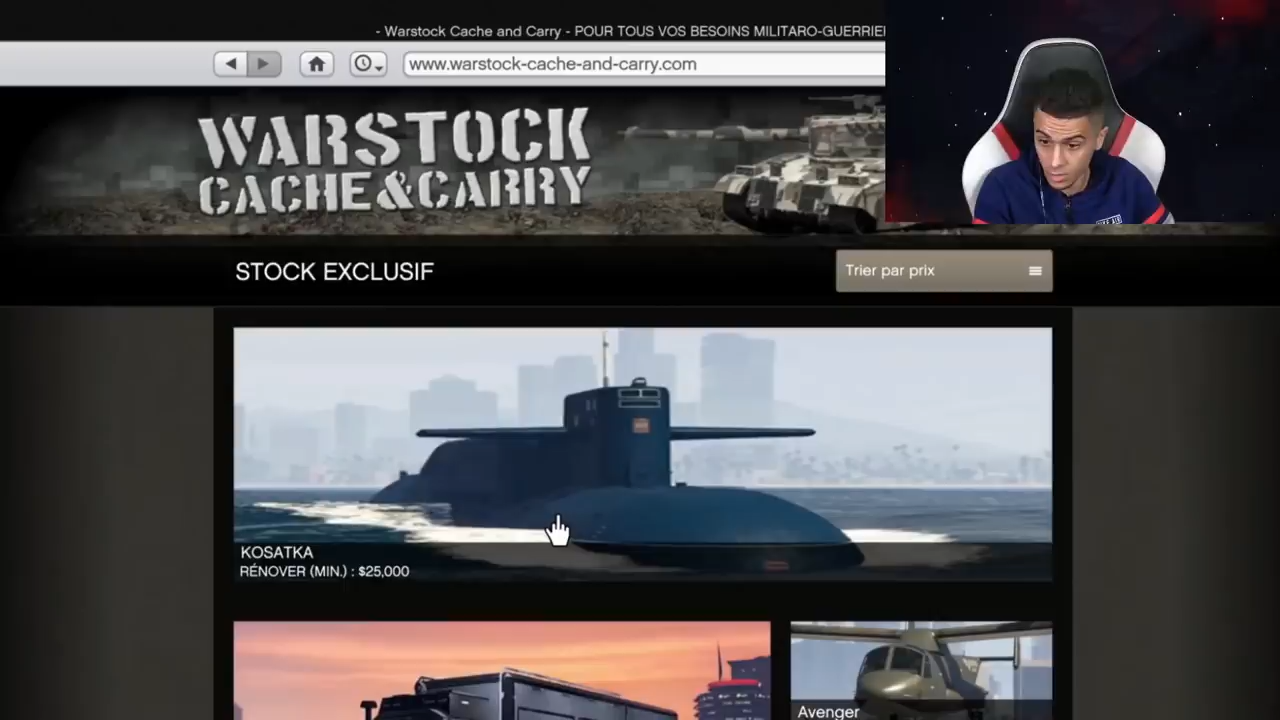 - Warstock Cache and Carry - POUR TOUS VOS BESOINS MILITARO-GUERRIE
www.warstock-cache-and-carry.com
WARSTOCK
CACHE&CARRY
STOCK EXCLUSIF
Trier par prix
KOSATKA
RÉNOVER (MIN.) : $25,000
Avenger